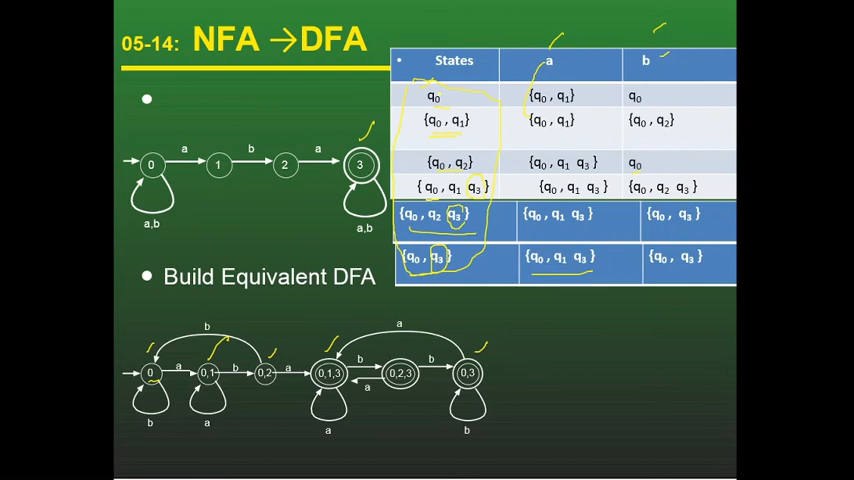 05-14: NFA →DFA
• States a b
q0 {q0 , q1} q0
{q0 , q1} {q0 , q1} {q0 , q2}
{q0 , q2} {q0 , q1 q3} q0
{ q0 , q1 q3} {q0 , q1 q3 } {q0 , q2 q3 }
{q0 , q2 q3} {q0 , q1 q3 } {q0 , q3 }
{q0 , q3} {q0 , q1 q3 } {q0 , q3 }
a b a
0 1 2 3
a,b a,b
• Build Equivalent DFA
b a
a b a b b
0 0,1 0,2 0,1,3 0,2,3 0,3
a
b a a b